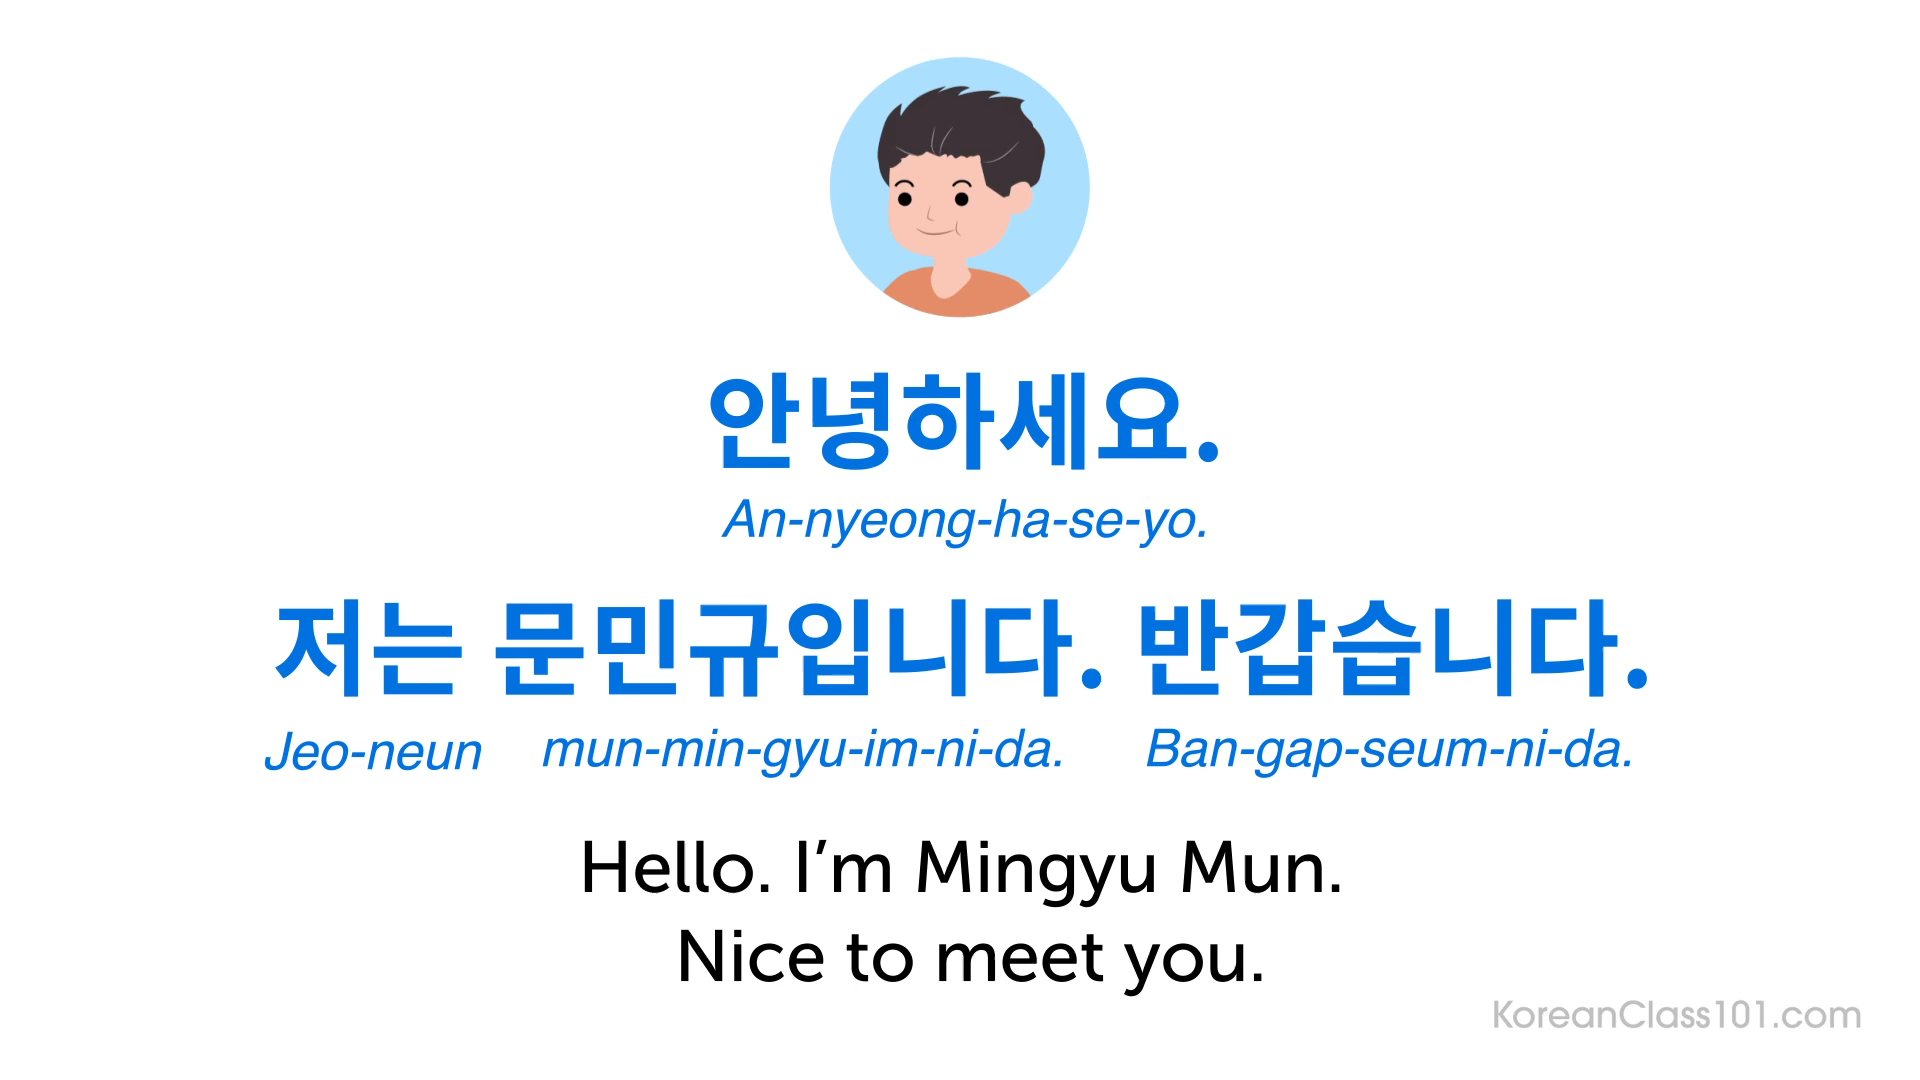 안녕하세요.
An-nyeong-ha-se-yo.
저는 문민규입니다. 반갑습니다.
Jeo-neun mun-min-gyu-im-ni-da. Ban-gap-seum-ni-da.
Hello. I’m Mingyu Mun.
Nice to meet you.
KoreanClass101.com